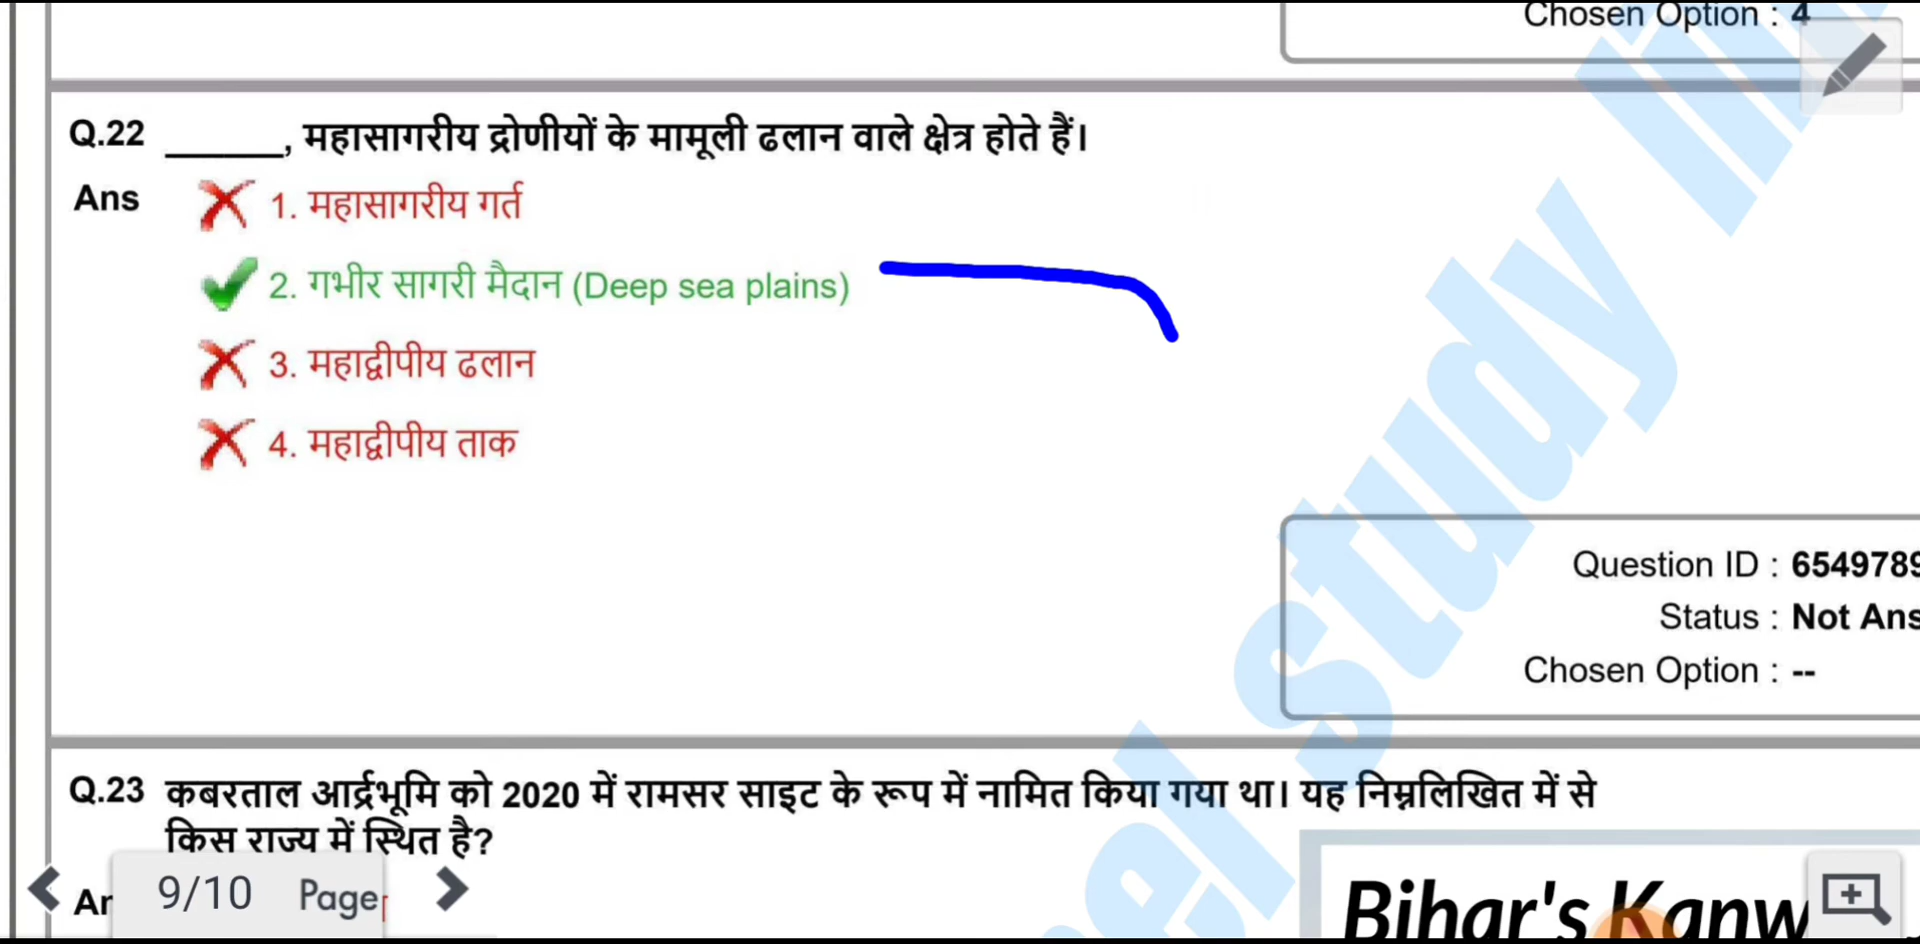 Chosen Option : 4
Q.22 ______, महासागरीय द्रोणीयों के मामूली ढलान वाले क्षेत्र होते हैं।
Ans 1. महासागरीय गर्त
2. गभीर सागरी मैदान (Deep sea plains)
3. महाद्वीपीय ढलान
4. महाद्वीपीय ताक
Question ID : 654978
Status : Not Ans
Chosen Option : --
Q.23 कबरताल आर्द्रभूमि को 2020 में रामसर साइट के रूप में नामित किया गया था। यह निम्नलिखित में से
किस राज्य में स्थित है?
9/10 Page
Bihar's Kanw
el study